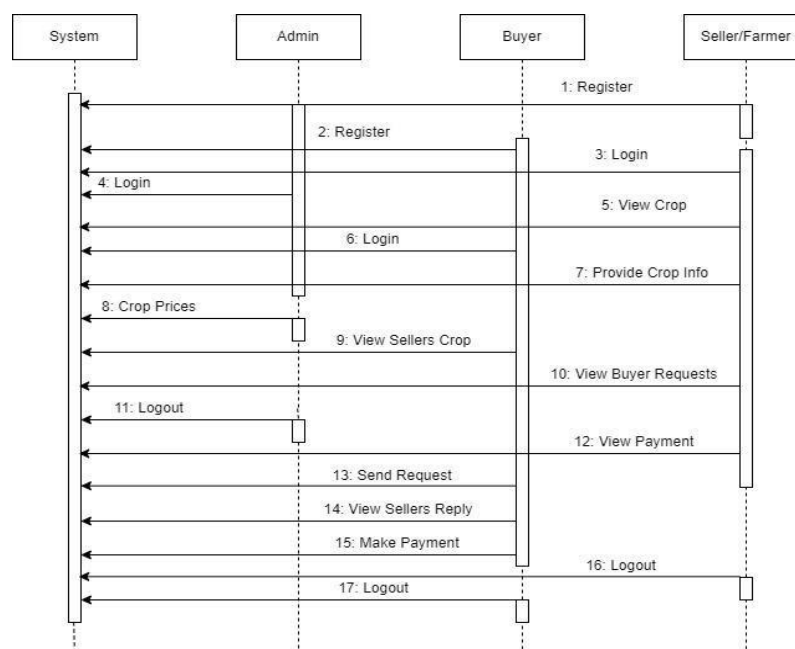 System
Admin
Buyer
Seller/Farmer
1: Register
2: Register
3: Login
4: Login
5: View Crop
6: Login
7: Provide Crop Info
8: Crop Prices
9: View Sellers Crop
10: View Buyer Requests
11: Logout
12: View Payment
13: Send Request
14: View Sellers Reply
15: Make Payment
16: Logout
17: Logout